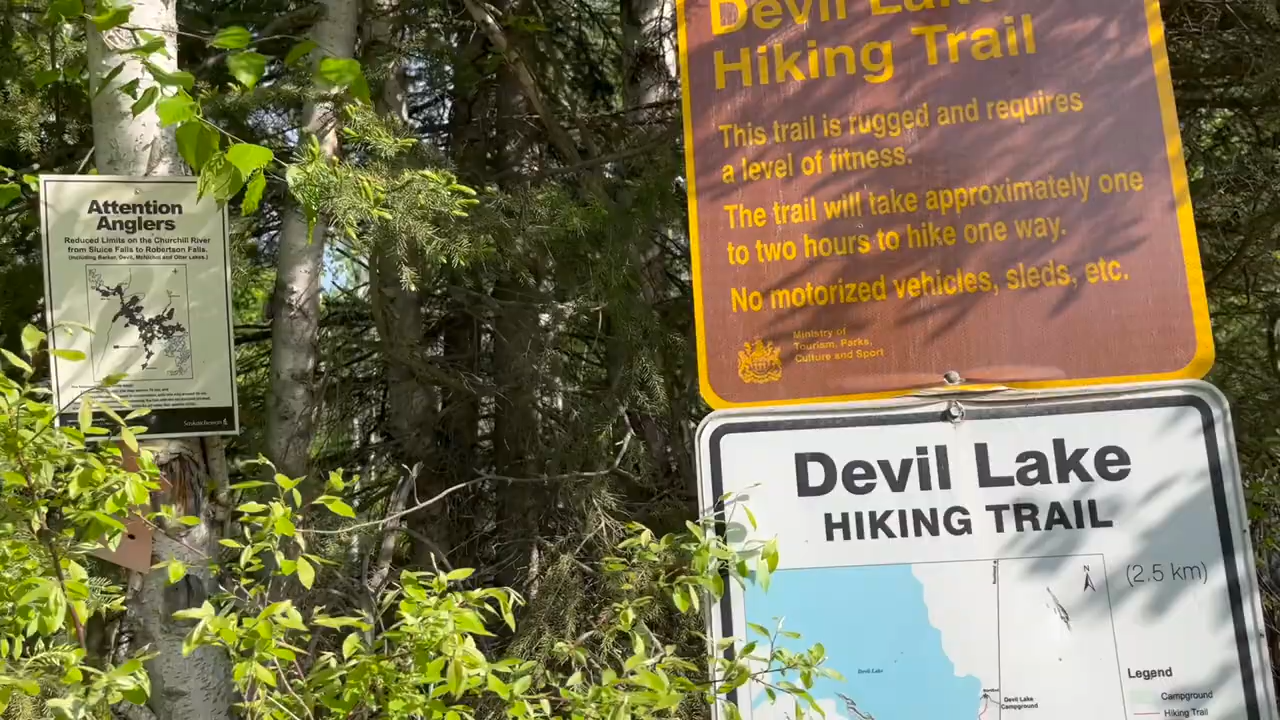 Attention
Anglers
Reduced Limits on the Churchill River
from Sluice Falls to Robertson Falls.
(Including Barker, Devil, McNichol and Otter Lakes.)
Saskatchewan
Devil Lake
Hiking Trail
This trail is rugged and requires
a level of fitness.
The trail will take approximately one
to two hours to hike one way.
No motorized vehicles, sleds, etc.
Ministry of
Tourism, Parks,
Culture and Sport
Devil Lake
HIKING TRAIL
(2.5 km)
N
Devil Lake
Devil Lake
Campground
Legend
Campground
Hiking Trail